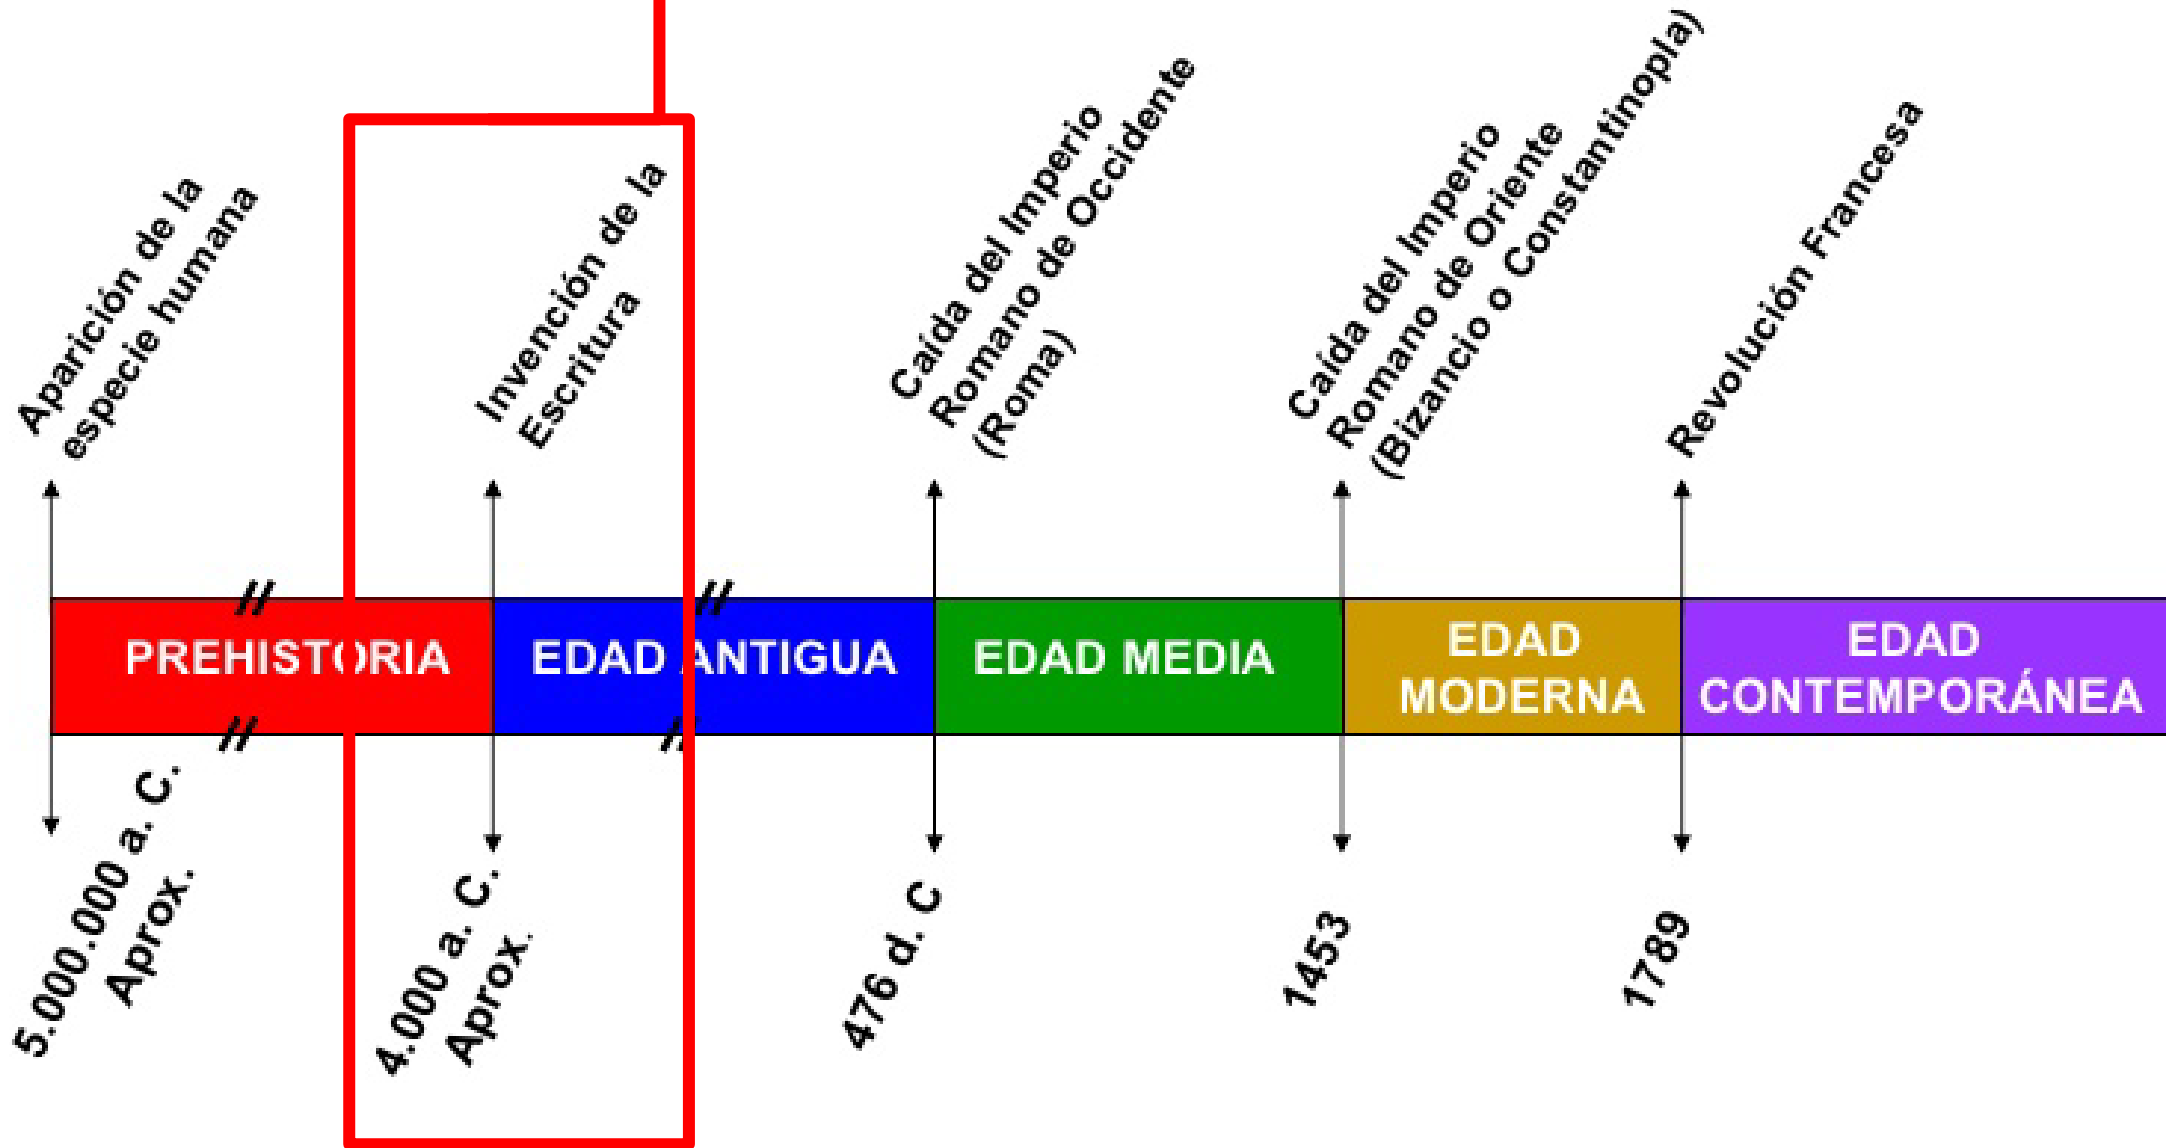 Aparición de la
especie humana
Invención de la
Escritura
Caída del Imperio
Romano de Occidente
(Roma)
Caída del Imperio
Romano de Oriente
(Bizancio o Constantinopla)
Revolución Francesa
PREHISTORIA
EDAD ANTIGUA
EDAD MEDIA
EDAD
MODERNA
EDAD
CONTEMPORÁNEA
5.000.000 a. C.
Aprox.
4.000 a. C.
Aprox.
476 d. C
1453
1789